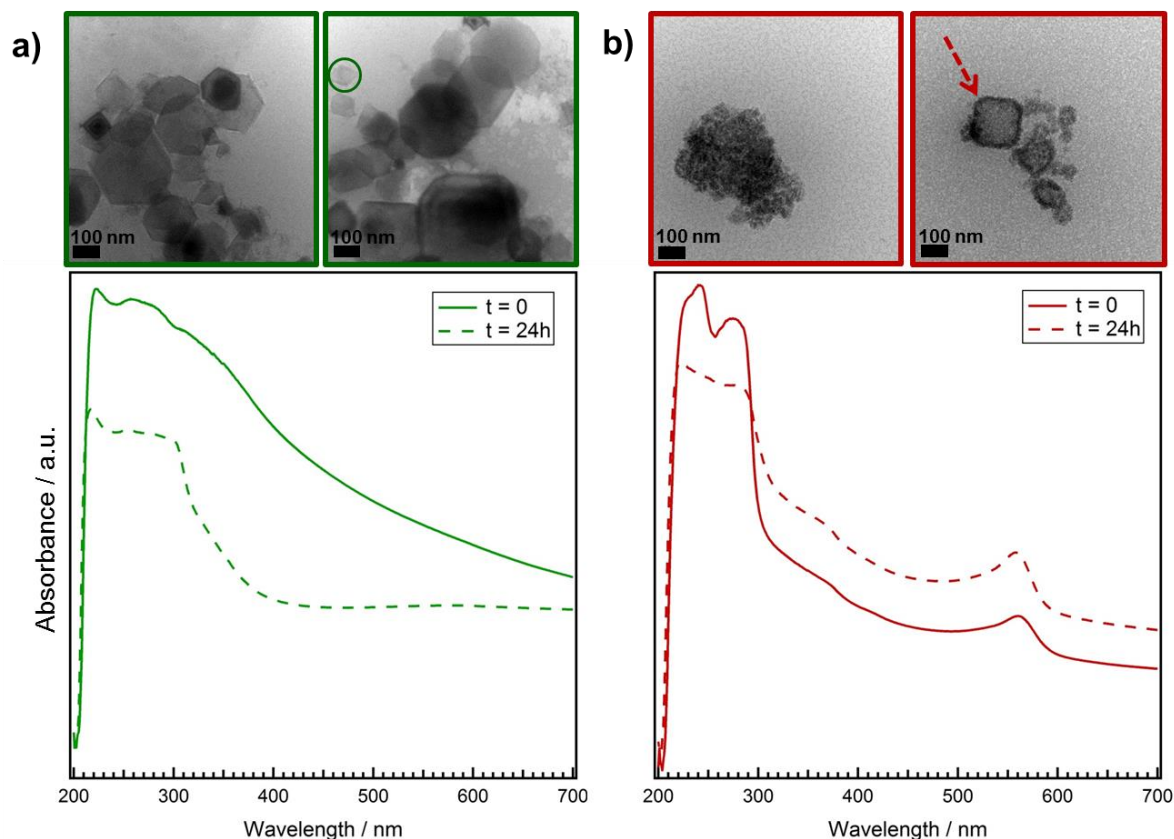 a)
100 nm
100 nm
b)
100 nm
100 nm
t = 0
t = 24h
t = 0
t = 24h
Absorbance / a.u.
200 300 400 500 600 700
Wavelength / nm
200 300 400 500 600 700
Wavelength / nm